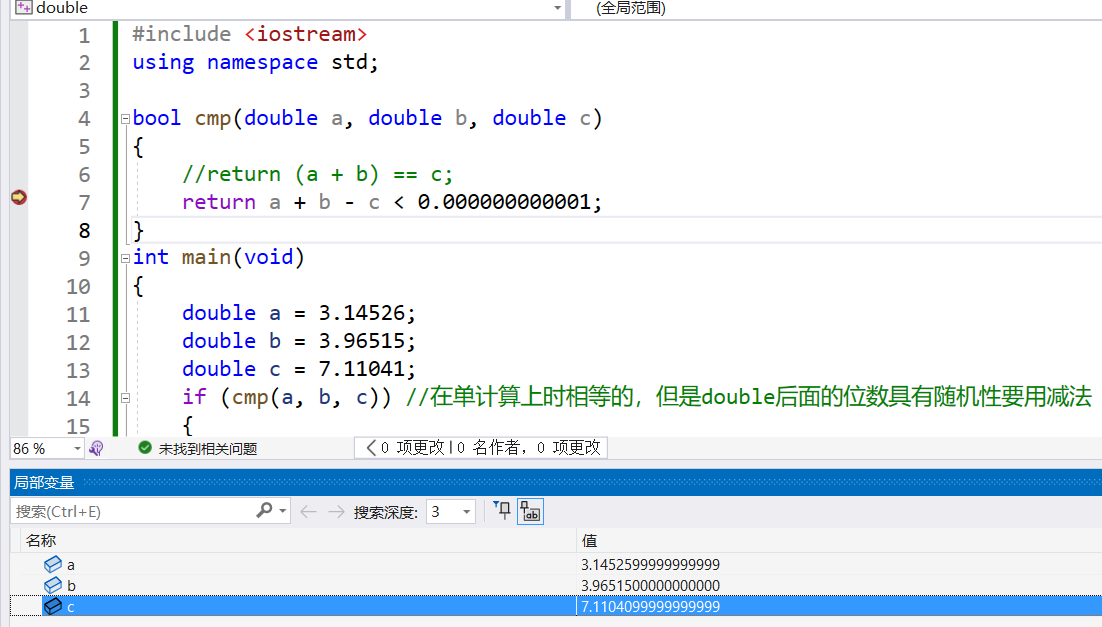 double (全局范围)
1 #include <iostream>
2 using namespace std;
3
4 bool cmp(double a, double b, double c)
5 {
6 //return (a + b) == c;
7 return a + b - c < 0.000000000001;
8 }
9 int main(void)
10 {
11 double a = 3.14526;
12 double b = 3.96515;
13 double c = 7.11041;
14 if (cmp(a, b, c)) //在单计算上时相等的，但是double后面的位数具有随机性要用减法
15 {
86 % 未找到相关问题 0 项更改 | 0 名作者，0 项更改
局部变量
搜索(Ctrl+E) 搜索深度: 3
名称 值
a 3.1452599999999999
b 3.9651500000000000
c 7.1104099999999999